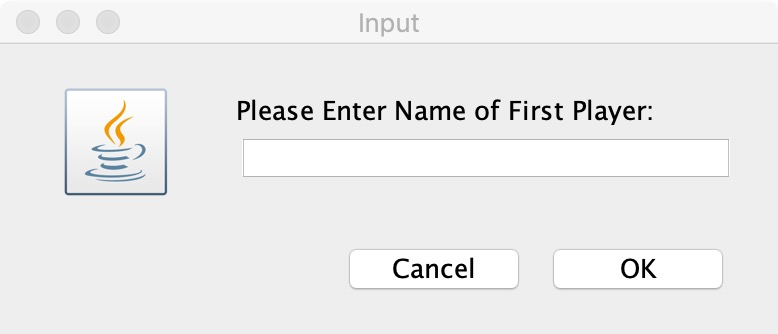 Input
Please Enter Name of First Player:
Cancel OK